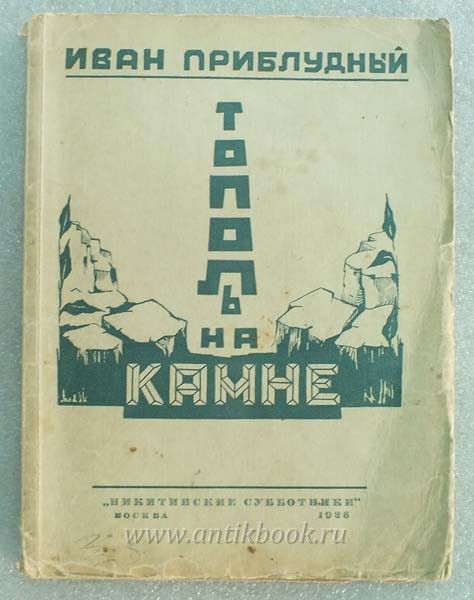 ИВАН ПРИБЛУДНЫЙ
ТОПОЛЬ
НА
КАМНЕ
„НИКИТИНСКИЕ СУББОТНИКИ“
МОСКВА 1926
www.antikbook.ru